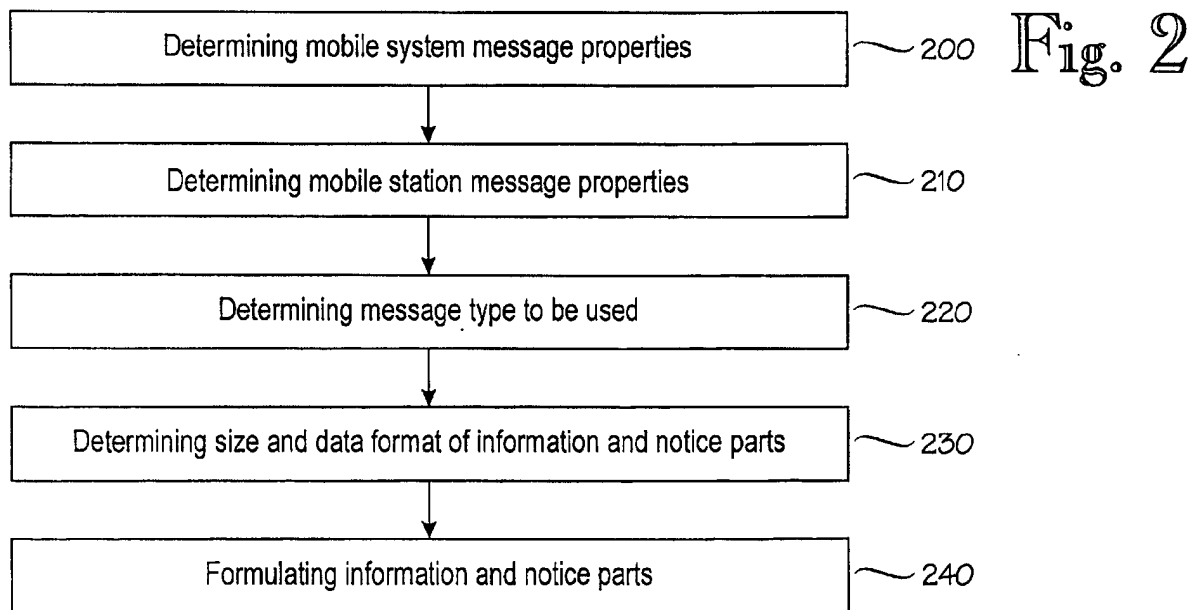 Fig. 2
Determining mobile system message properties 200
Determining mobile station message properties 210
Determining message type to be used 220
Determining size and data format of information and notice parts 230
Formulating information and notice parts 240